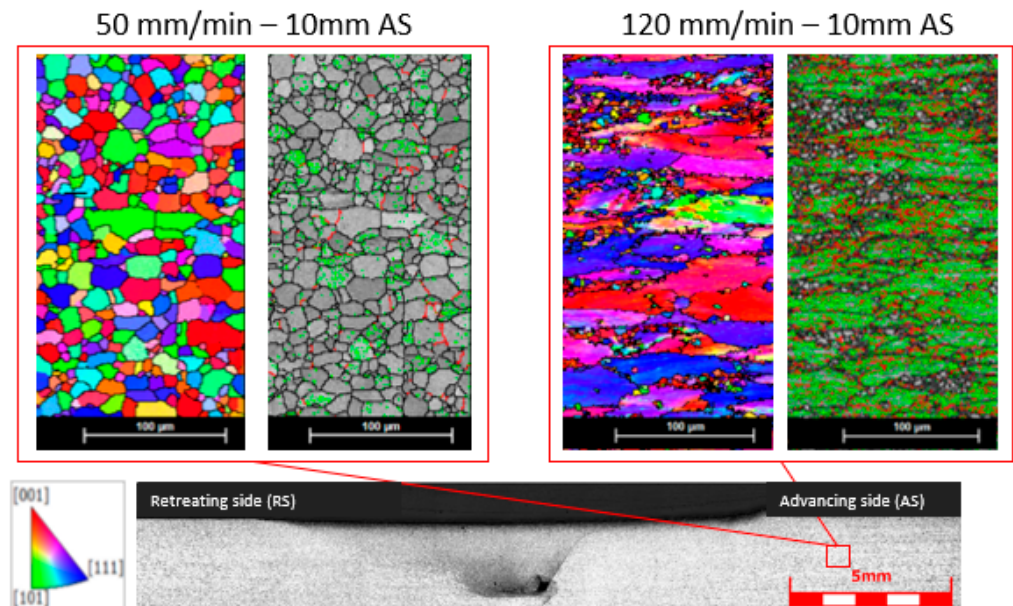 50 mm/min – 10mm AS
120 mm/min – 10mm AS
100 µm
100 µm
100 µm
100 µm
[001]
[111]
[101]
Retreating side (RS)
Advancing side (AS)
5mm